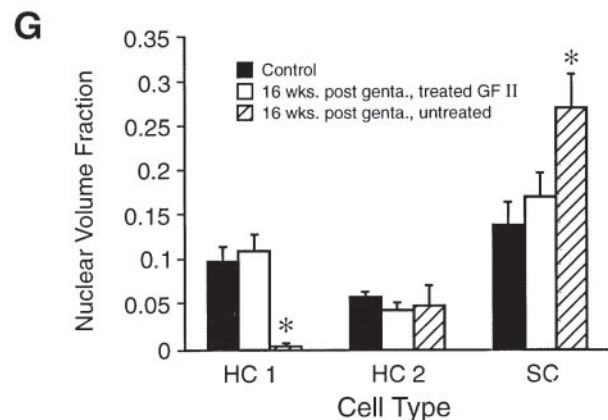 G
0.35
0.3
0.25
0.2
0.15
0.1
0.05
0
Nuclear Volume Fraction
Control
16 wks. post genta., treated GF II
16 wks. post genta., untreated
*
*
HC 1 HC 2 SC
Cell Type